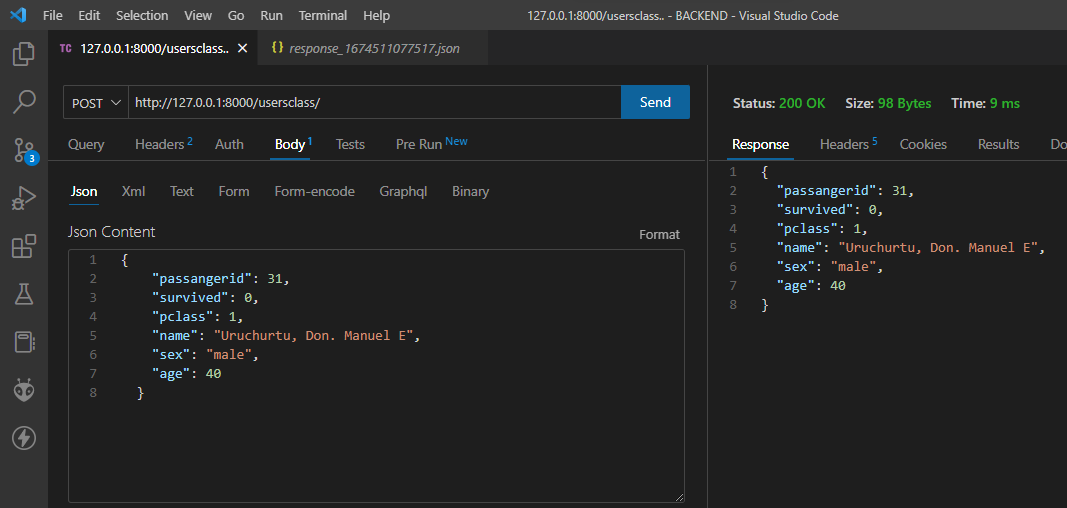 File Edit Selection View Go Run Terminal Help 127.0.0.1:8000/usersclass.. - BACKEND - Visual Studio Code
TC 127.0.0.1:8000/usersclass.. × {} response_1674511077517.json
POST http://127.0.0.1:8000/usersclass/ Send
Status: 200 OK Size: 98 Bytes Time: 9 ms
Query Headers 2 Auth Body 1 Tests Pre Run New
Response Headers 5 Cookies Results Do
3
Json Xml Text Form Form-encode Graphql Binary
Json Content
Format
1 {
2 "passangerid": 31,
3 "survived": 0,
4 "pclass": 1,
5 "name": "Uruchurtu, Don. Manuel E",
6 "sex": "male",
7 "age": 40
8 }
1 {
2 "passangerid": 31,
3 "survived": 0,
4 "pclass": 1,
5 "name": "Uruchurtu, Don. Manuel E",
6 "sex": "male",
7 "age": 40
8 }